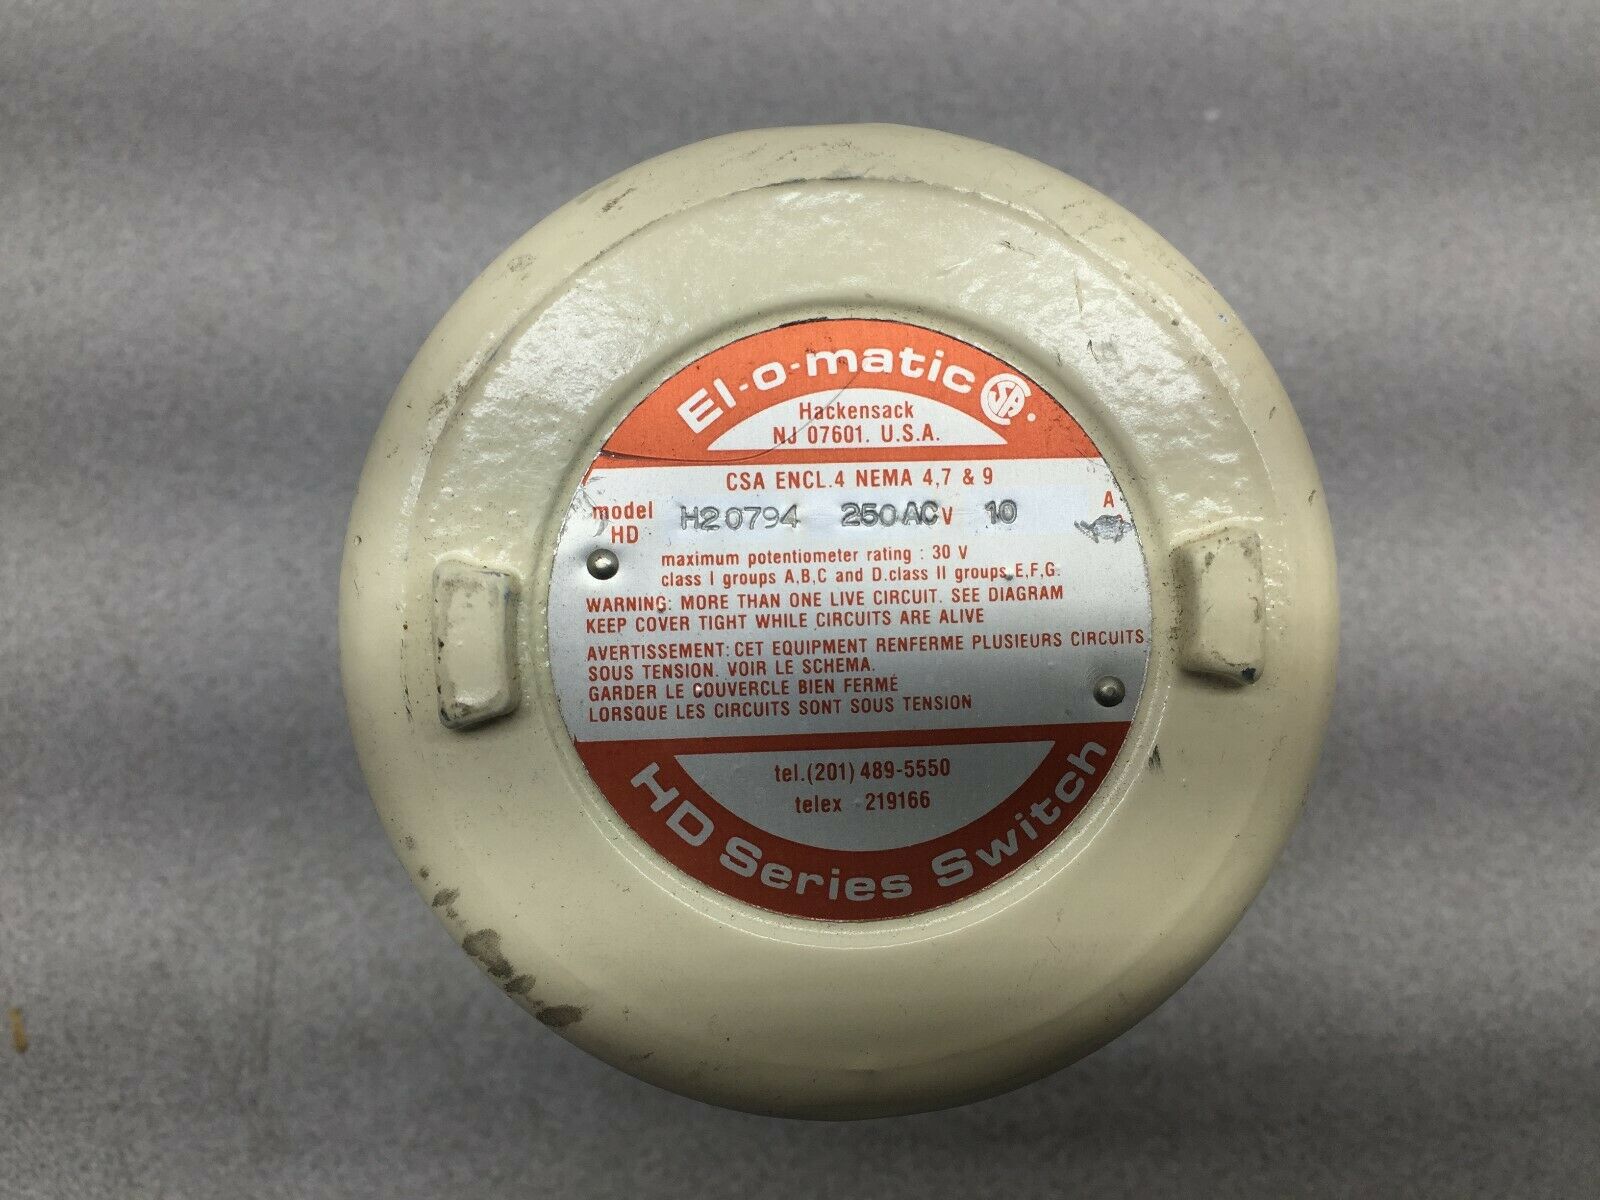 El-o-matic
Hackensack
NJ 07601. U.S.A.
CSA ENCL.4 NEMA 4,7 & 9
model H20794 250AC V 10 A
HD
maximum potentiometer rating : 30 V
class I groups A,B,C and D.class II groups E,F,G.
WARNING: MORE THAN ONE LIVE CIRCUIT. SEE DIAGRAM
KEEP COVER TIGHT WHILE CIRCUITS ARE ALIVE
AVERTISSEMENT: CET EQUIPMENT RENFERME PLUSIEURS CIRCUITS
SOUS TENSION. VOIR LE SCHEMA.
GARDER LE COUVERCLE BIEN FERMÉ
LORSQUE LES CIRCUITS SONT SOUS TENSION
tel.(201) 489-5550
telex 219166
HD Series Switch